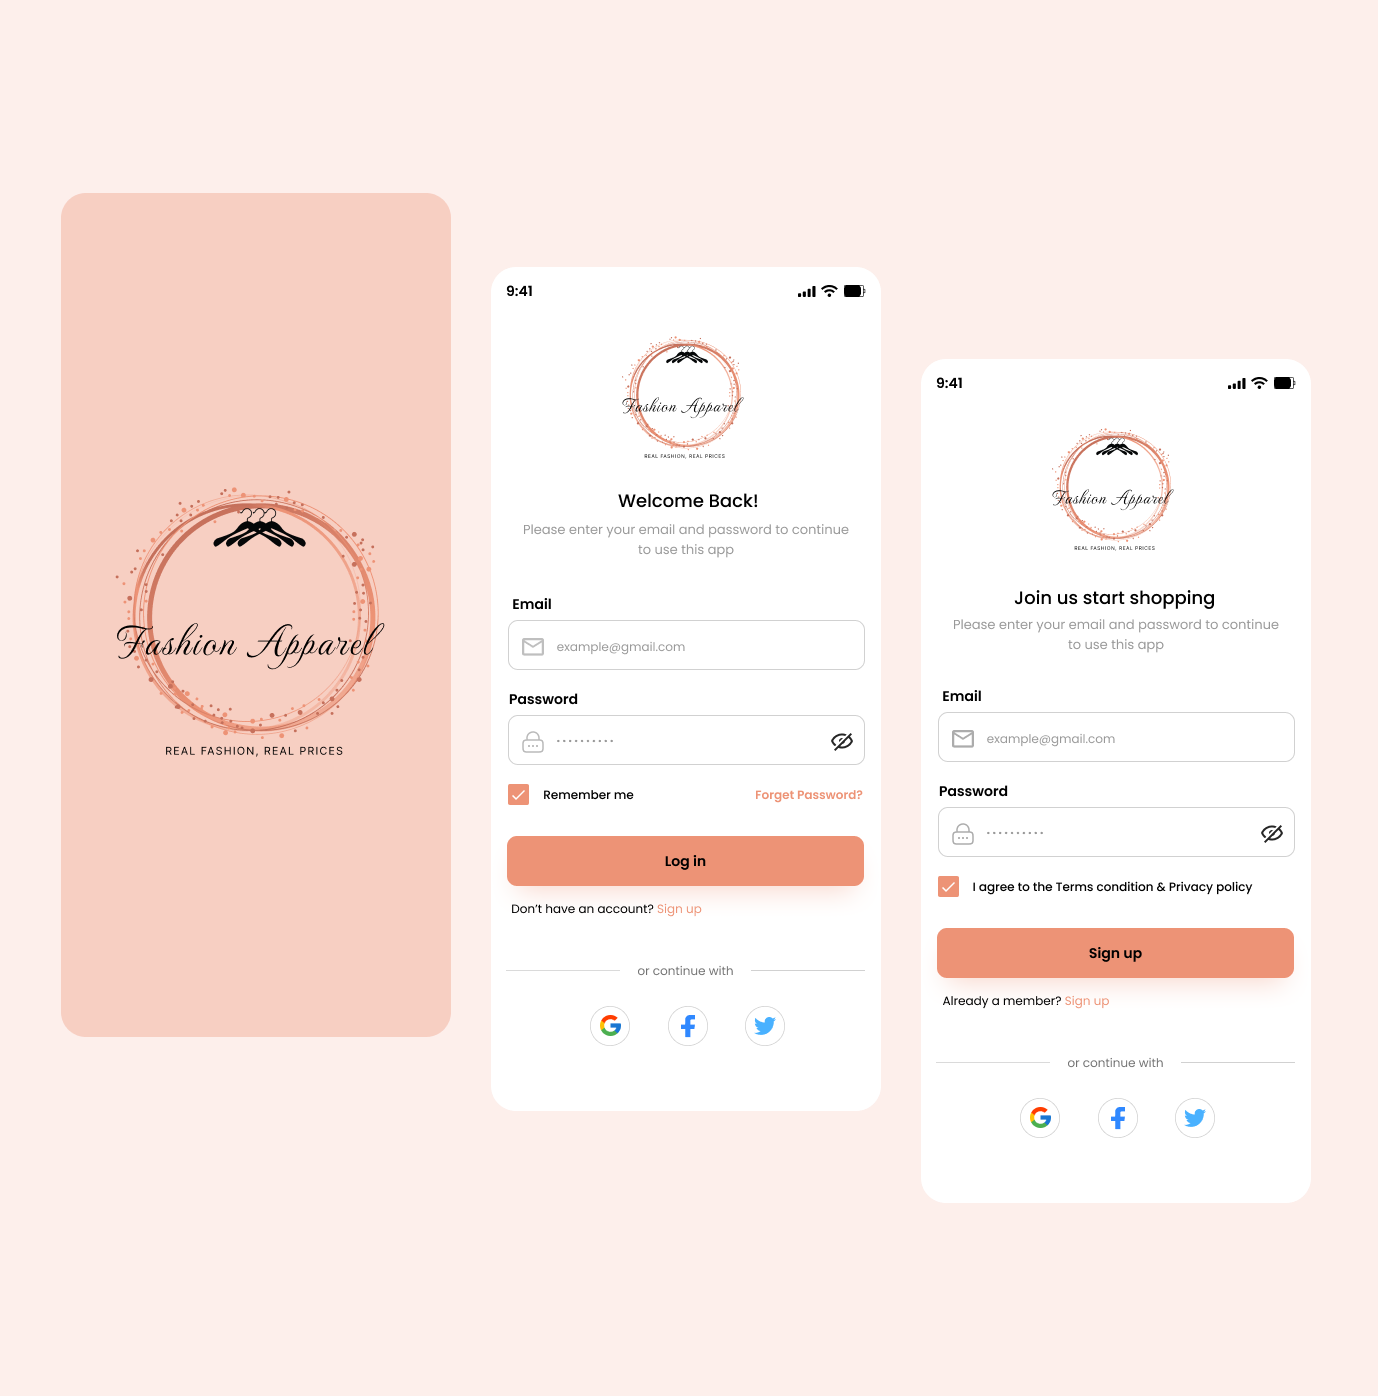 Fashion Apparel
REAL FASHION, REAL PRICES
9:41
Fashion Apparel
REAL FASHION, REAL PRICES
Welcome Back!
Please enter your email and password to continue
to use this app
Email
example@gmail.com
Password
Remember me
Forget Password?
Log in
Don’t have an account? Sign up
or continue with
9:41
Fashion Apparel
REAL FASHION, REAL PRICES
Join us start shopping
Please enter your email and password to continue
to use this app
Email
example@gmail.com
Password
I agree to the Terms condition & Privacy policy
Sign up
Already a member? Sign up
or continue with